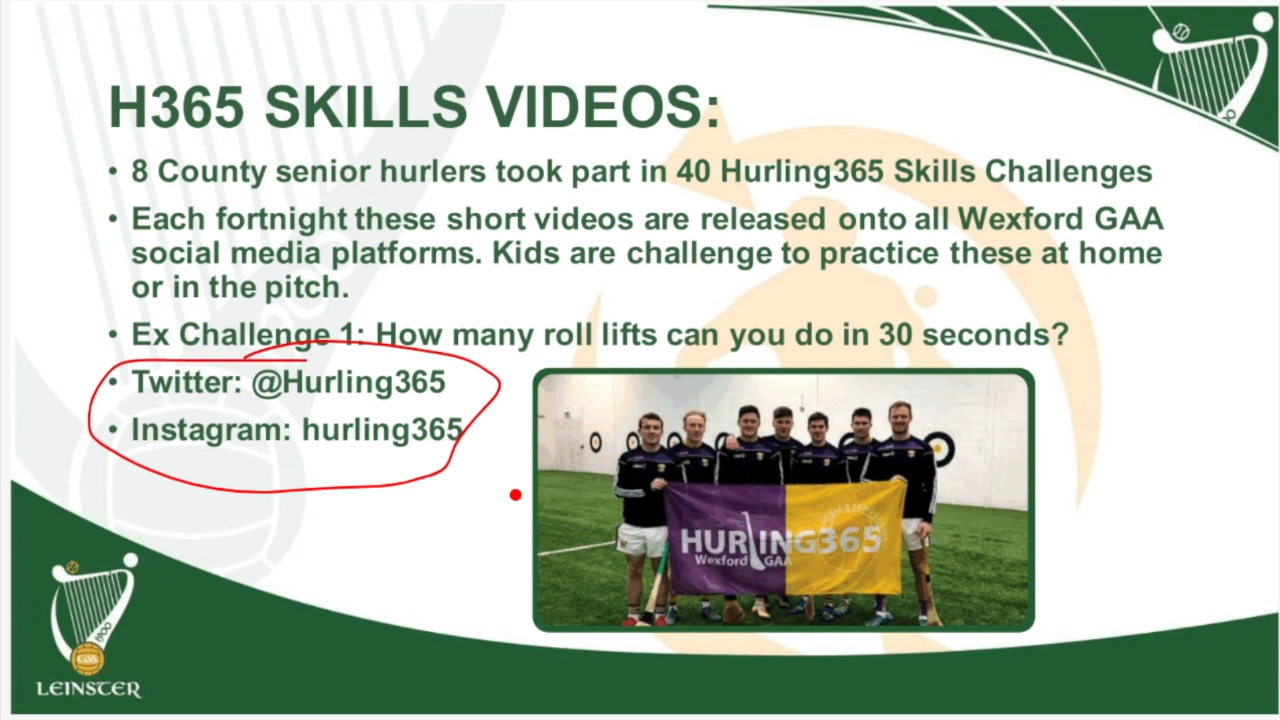 H365 SKILLS VIDEOS:
• 8 County senior hurlers took part in 40 Hurling365 Skills Challenges
• Each fortnight these short videos are released onto all Wexford GAA
social media platforms. Kids are challenge to practice these at home
or in the pitch.
• Ex Challenge 1: How many roll lifts can you do in 30 seconds?
• Twitter: @Hurling365
• Instagram: hurling365
HURLING365
Wexford GAA
1900
GAA
LEINSTER